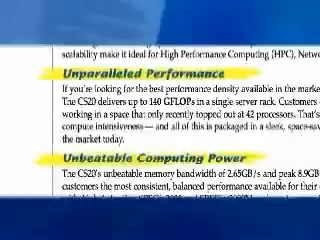 scalability make it ideal for High Performance Computing (HPC), Netwo
Unparalleled Performance
If you're looking for the best performance density available in the marke
The CS20 delivers up to 140 GFLOPs in a single server rack. Customers
working in a space that only recently topped out at 42 processors. That's
compute intensiveness — and all of this is packaged in a sleek, space-sav
the market today.
Unbeatable Computing Power
The CS20's unbeatable memory bandwidth of 2.65GB/s and peak 8.9GB
customers the most consistent, balanced performance available for their